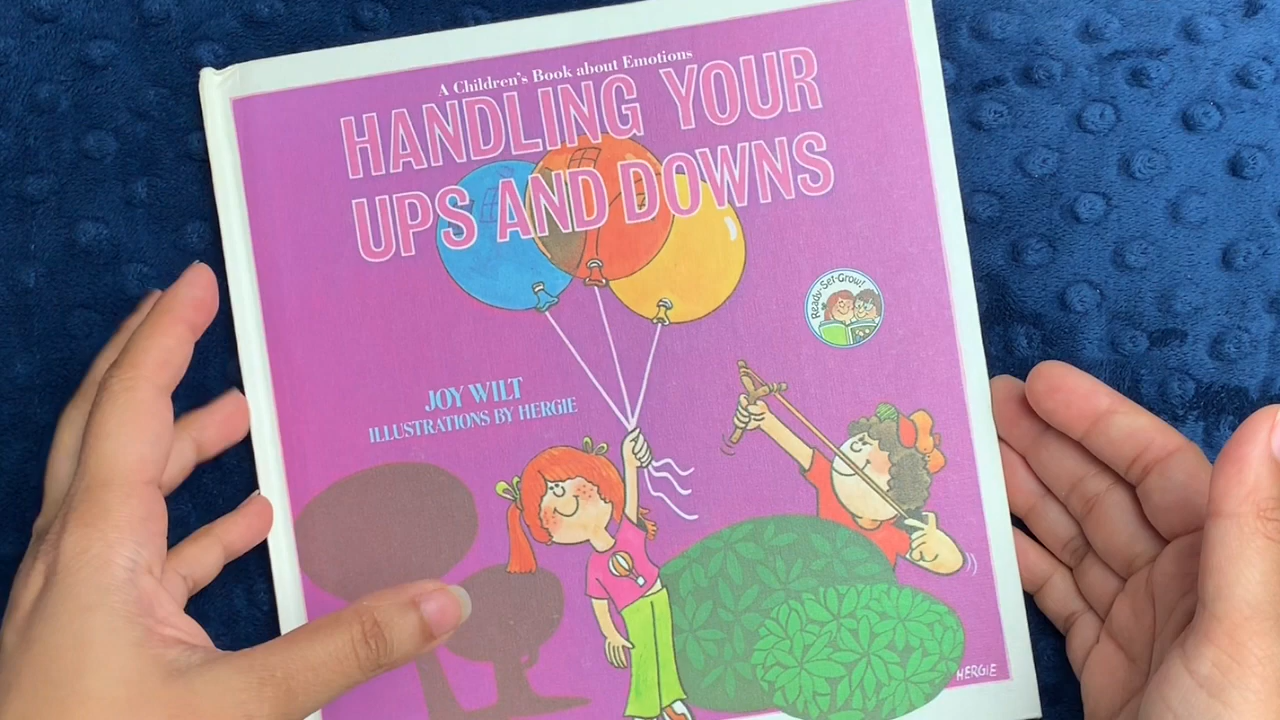 A Children's Book about Emotions
HANDLING YOUR
UPS AND DOWNS
Ready-Set-Grow!
JOY WILT
ILLUSTRATIONS BY HERGIE
HERGIE